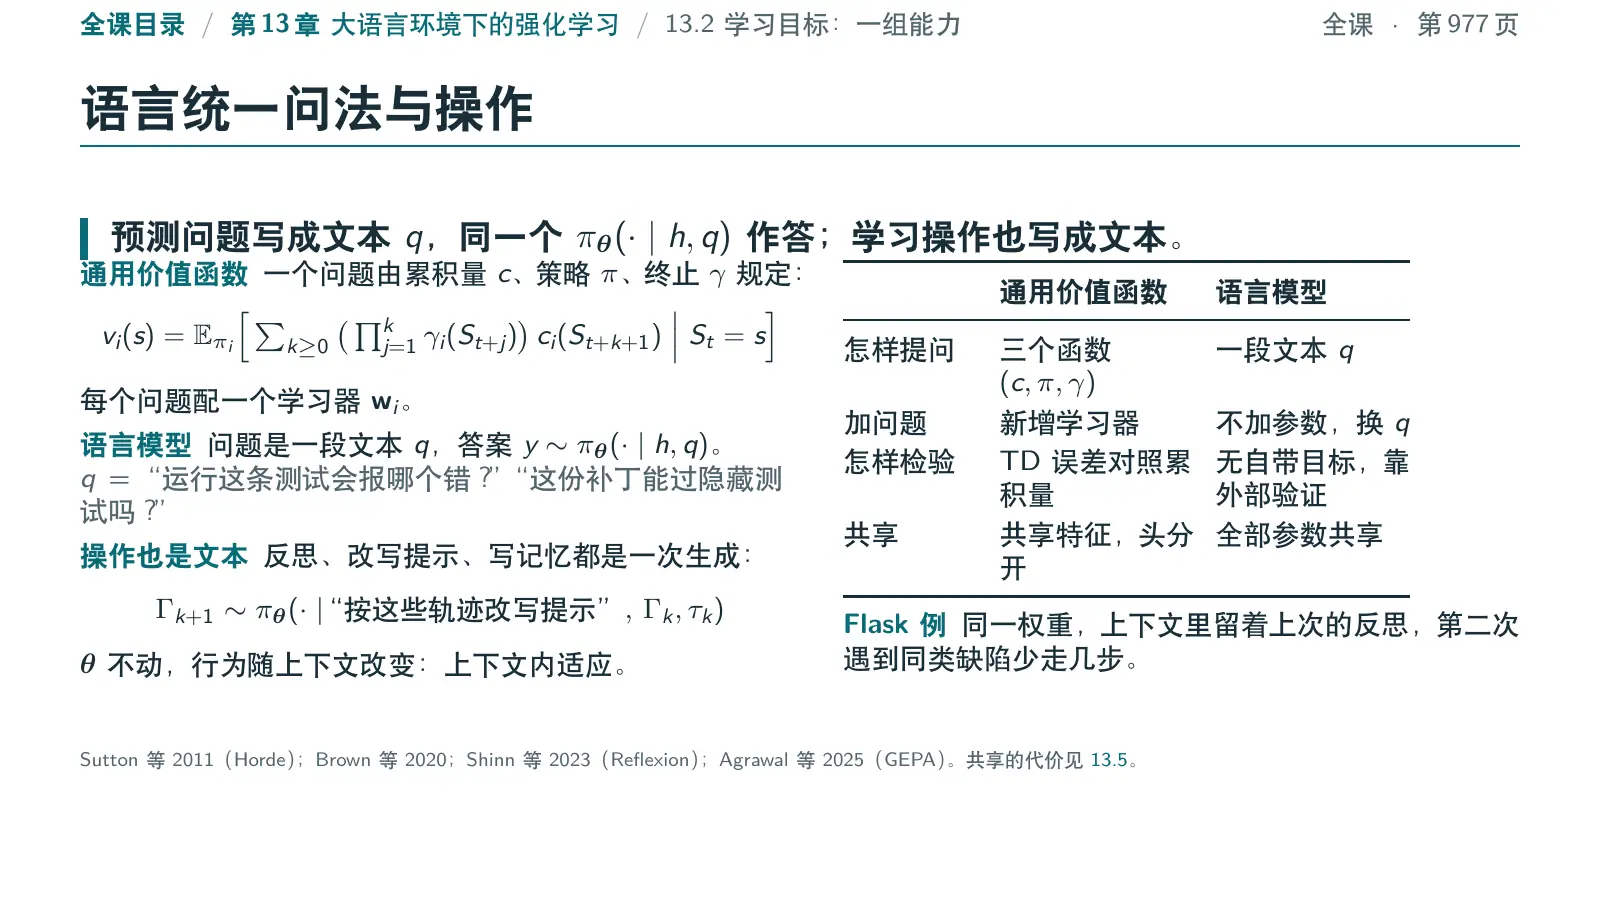 全课目录 / 第 13 章 大语言环境下的强化学习 / 13.2 学习目标：一组能力
全课 · 第 977 页
语言统一问法与操作
预测问题写成文本 q，同一个 π_θ(· | h, q) 作答；学习操作也写成文本。
通用价值函数 一个问题由累积量 c、策略 π、终止 γ 规定：
v_i(s) = 𝔼_{π_i}[ ∑_{k≥0} ( ∏_{j=1}^{k} γ_i(S_{t+j}) ) c_i(S_{t+k+1}) | S_t = s ]
每个问题配一个学习器 w_i。
语言模型 问题是一段文本 q，答案 y ∼ π_θ(· | h, q)。
q = “运行这条测试会报哪个错？”“这份补丁能过隐藏测
试吗？”
操作也是文本 反思、改写提示、写记忆都是一次生成：
Γ_{k+1} ∼ π_θ(· | “按这些轨迹改写提示”, Γ_k, τ_k)
θ 不动，行为随上下文改变：上下文内适应。
通用价值函数 语言模型
怎样提问 三个函数 一段文本 q
(c, π, γ)
加问题 新增学习器 不加参数，换 q
怎样检验 TD 误差对照累 无自带目标，靠
积量 外部验证
共享 共享特征，头分 全部参数共享
开
Flask 例 同一权重，上下文里留着上次的反思，第二次
遇到同类缺陷少走几步。
Sutton 等 2011（Horde）；Brown 等 2020；Shinn 等 2023（Reflexion）；Agrawal 等 2025（GEPA）。共享的代价见 13.5。